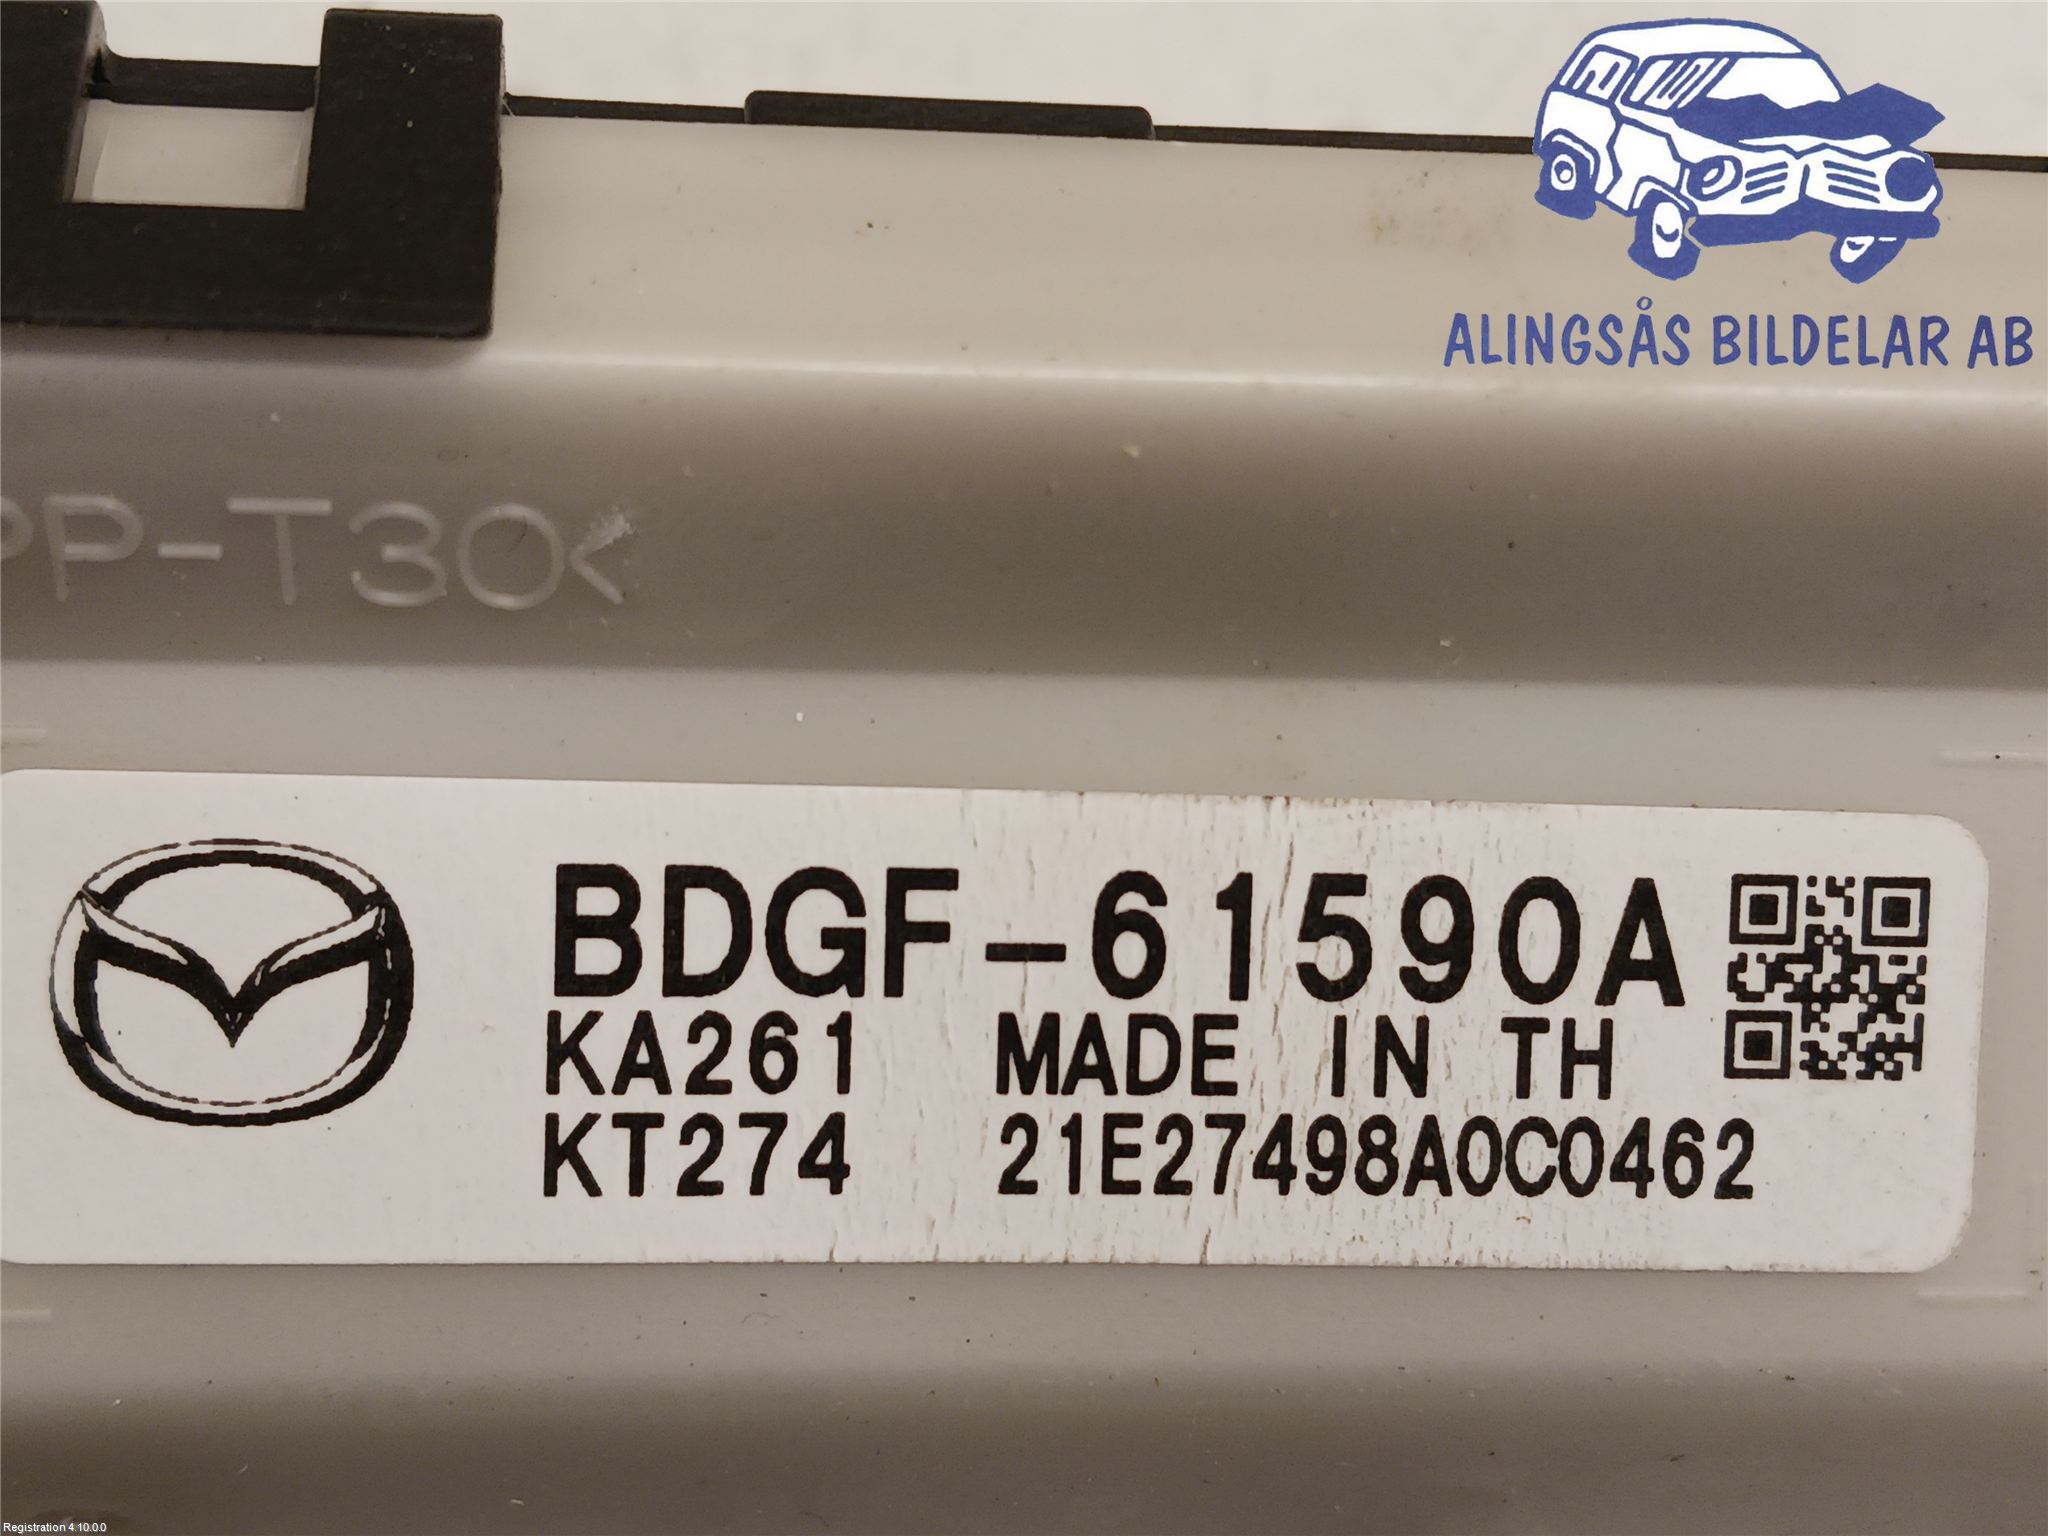 ALINGSÅS BILDELAR AB
PP-T30<
BDGF-61590A
KA261 MADE IN TH
KT274 21E27498A0C0462
Registration 4.10.0.0